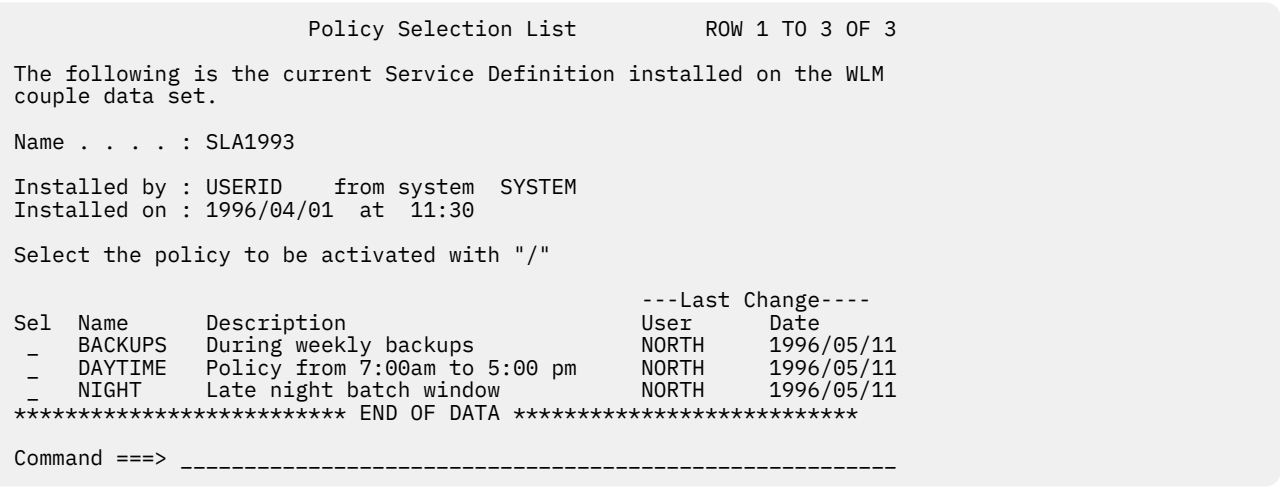 Policy Selection List          ROW 1 TO 3 OF 3
The following is the current Service Definition installed on the WLM
couple data set.
Name . . . . : SLA1993
Installed by : USERID    from system  SYSTEM
Installed on : 1996/04/01  at  11:30
Select the policy to be activated with "/"
---Last Change----
Sel  Name      Description                       User      Date
_   BACKUPS   During weekly backups             NORTH     1996/05/11
_   DAYTIME   Policy from 7:00am to 5:00 pm     NORTH     1996/05/11
_   NIGHT     Late night batch window           NORTH     1996/05/11
************************** END OF DATA ***************************
Command ===> ________________________________________________________